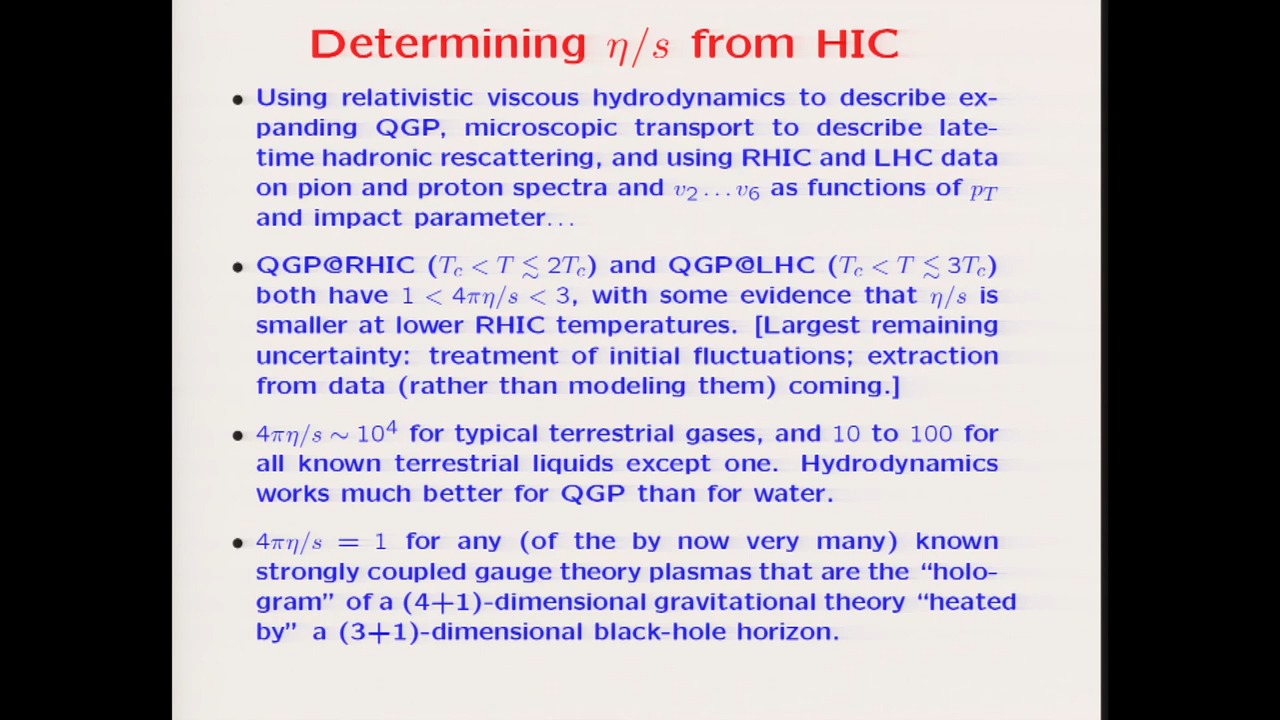 Determining η/s from HIC
• Using relativistic viscous hydrodynamics to describe ex-
panding QGP, microscopic transport to describe late-
time hadronic rescattering, and using RHIC and LHC data
on pion and proton spectra and v₂...v₆ as functions of p_T
and impact parameter...
• QGP@RHIC (T_c < T ≲ 2T_c) and QGP@LHC (T_c < T ≲ 3T_c)
both have 1 < 4πη/s < 3, with some evidence that η/s is
smaller at lower RHIC temperatures. [Largest remaining
uncertainty: treatment of initial fluctuations; extraction
from data (rather than modeling them) coming.]
• 4πη/s ∼ 10⁴ for typical terrestrial gases, and 10 to 100 for
all known terrestrial liquids except one. Hydrodynamics
works much better for QGP than for water.
• 4πη/s = 1 for any (of the by now very many) known
strongly coupled gauge theory plasmas that are the “holo-
gram” of a (4+1)-dimensional gravitational theory “heated
by” a (3+1)-dimensional black-hole horizon.